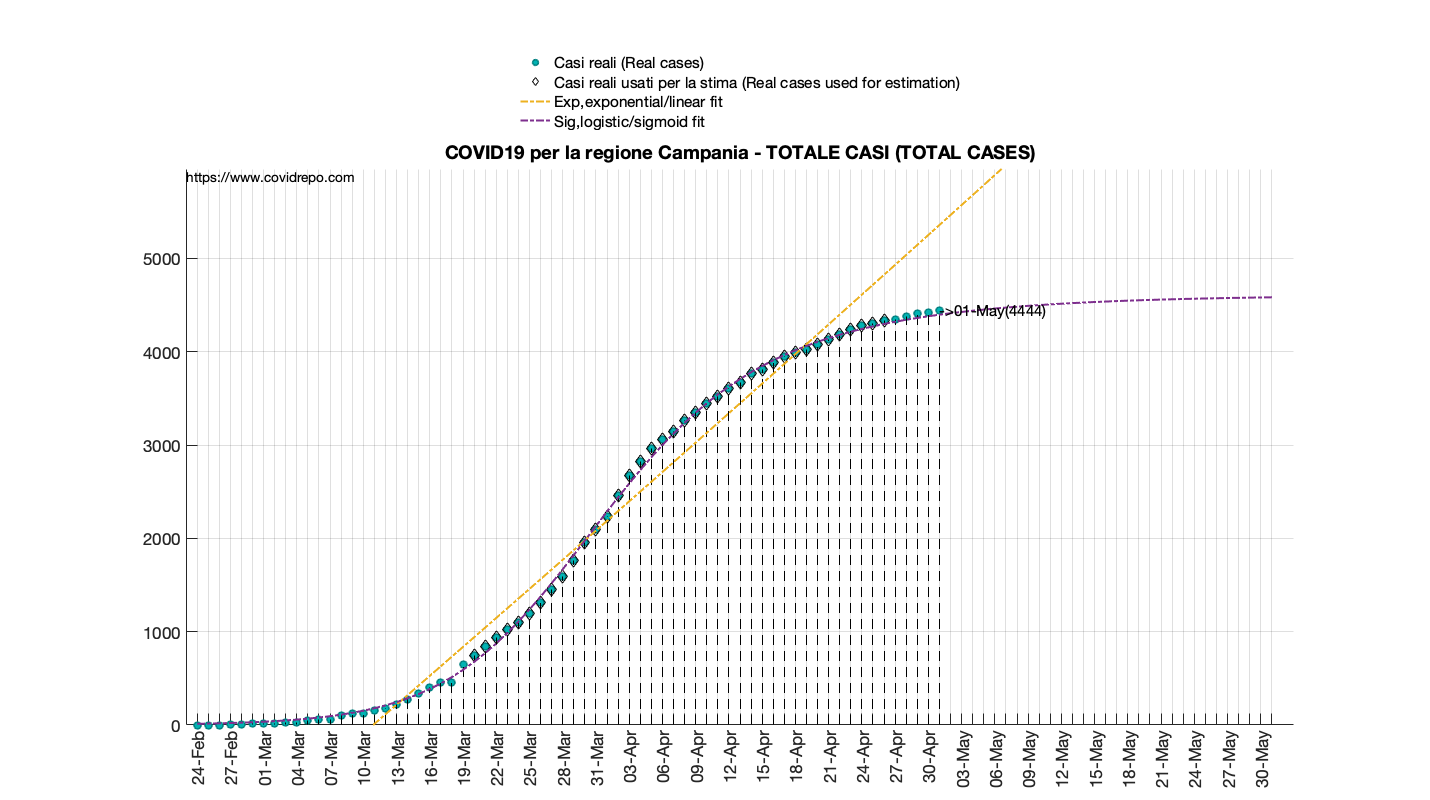 Casi reali (Real cases)
Casi reali usati per la stima (Real cases used for estimation)
Exp,exponential/linear fit
Sig,logistic/sigmoid fit
COVID19 per la regione Campania - TOTALE CASI (TOTAL CASES)
https://www.covidrepo.com
5000
4000
3000
2000
1000
0
>01-May(4444)
24-Feb
27-Feb
01-Mar
04-Mar
07-Mar
10-Mar
13-Mar
16-Mar
19-Mar
22-Mar
25-Mar
28-Mar
31-Mar
03-Apr
06-Apr
09-Apr
12-Apr
15-Apr
18-Apr
21-Apr
24-Apr
27-Apr
30-Apr
03-May
06-May
09-May
12-May
15-May
18-May
21-May
24-May
27-May
30-May